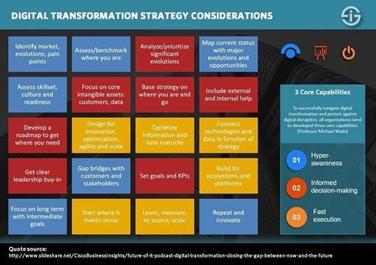 DIGITAL TRANSFORMATION STRATEGY CONSIDERATIONS
Identify market,
evolutions, pain
points
Assess/benchmark
where you are
Analyze/prioritize
significant
evolutions
Map current status
with major
evolutions and
opportunities
Assess skillset,
culture and
readiness
Focus on core
intangible assets:
customers, data
Base strategy on
where you are and
go
Include external
and internal help
Develop a
roadmap to get
where you need
Design for
innovation,
optimization,
agility and scale
Optimize
information and
data maturity
Connect
technologies and
data in function of
strategy
Get clear
leadership buy-in
Gap bridges with
customers and
stakeholders
Set goals and KPIs
Build for
ecosystems and
platforms
Focus on long term
with intermediate
goals
Start where it
makes sense
Learn, measure,
re-assess, scale
Repeat and
innovate
3 Core Capabilities
To successfully navigate digital
transformation and protect against
digital disruption, all organizations need
to developed three core capabilities
(Professor Michael Wade)
01
Hyper-
awareness
02
Informed
decision-making
03
Fast
execution
Quote source:
http://www.slideshare.net/CiscoBusinessInsights/future-of-it-podcast-digital-transformation-closing-the-gap-between-now-and-the-future